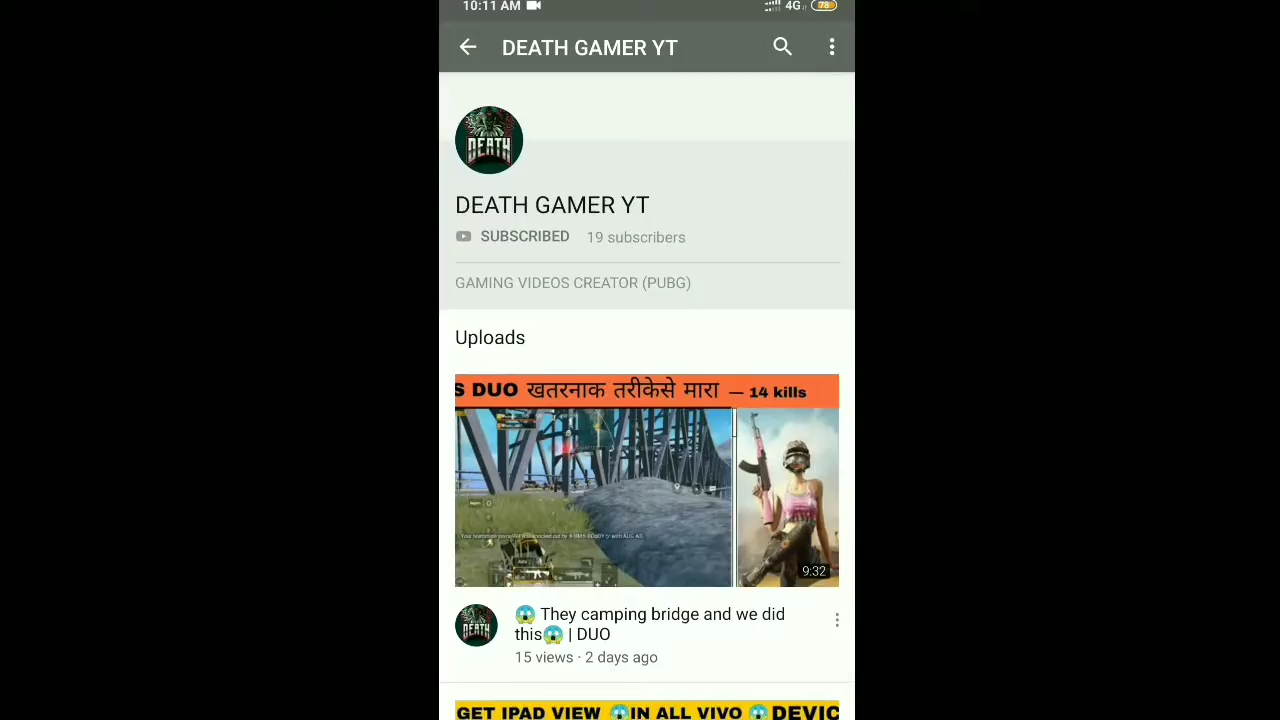 10:11 AM 4G 78
DEATH GAMER YT
DEATH
DEATH GAMER YT
SUBSCRIBED 19 subscribers
GAMING VIDEOS CREATOR (PUBG)
Uploads
S DUO खतरनाक तरीकेसे मारा — 14 kills
9:32
DEATH
😱 They camping bridge and we did
this😱 | DUO
15 views · 2 days ago
GET IPAD VIEW 😱IN ALL VIVO 😱DEVIC